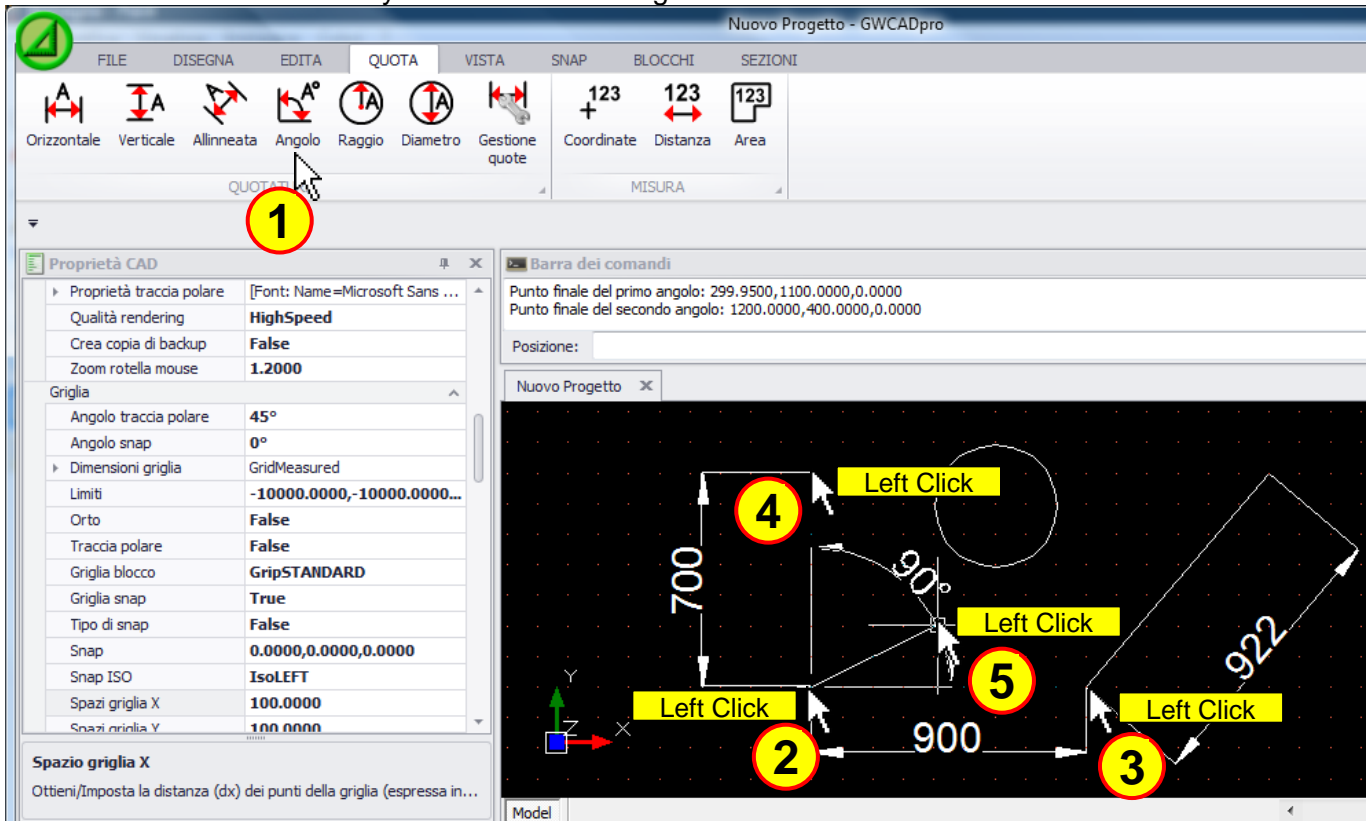 Nuovo Progetto - GWCADpro
FILE DISEGNA EDITA QUOTA VISTA SNAP BLOCCHI SEZIONI
A A A A° A A 123 123 123
Orizzontale Verticale Allineata Angolo Raggio Diametro Gestione quote Coordinate Distanza Area
MISURA
1
Proprietà CAD
Proprietà traccia polare [Font: Name=Microsoft Sans ...
Qualità rendering HighSpeed
Crea copia di backup False
Zoom rotella mouse 1.2000
Griglia
Angolo traccia polare 45°
Angolo snap 0°
Dimensioni griglia GridMeasured
Limiti -10000.0000,-10000.0000...
Orto False
Traccia polare False
Griglia blocco GripSTANDARD
Griglia snap True
Tipo di snap False
Snap 0.0000,0.0000,0.0000
Snap ISO IsoLEFT
Spazi griglia X 100.0000
Spazi griglia Y 100.0000
Spazio griglia X
Ottieni/Imposta la distanza (dx) dei punti della griglia (espressa in...
Barra dei comandi
Punto finale del primo angolo: 299.9500,1100.0000,0.0000
Punto finale del secondo angolo: 1200.0000,400.0000,0.0000
Posizione:
Nuovo Progetto
Left Click
4
90°
700
Left Click
922
5
Y
Left Click
Left Click
Z X
900
2
3
Model